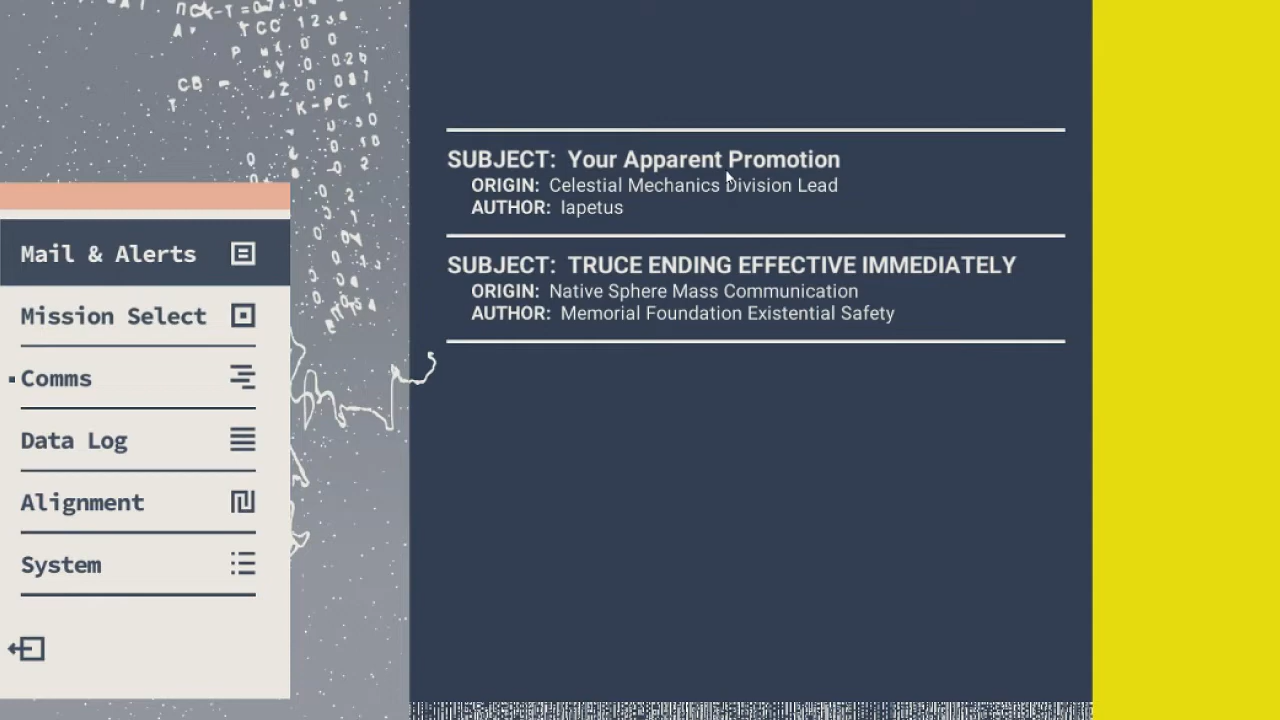 Mail & Alerts
Mission Select
Comms
Data Log
Alignment
System
SUBJECT: Your Apparent Promotion
ORIGIN: Celestial Mechanics Division Lead
AUTHOR: Iapetus
SUBJECT: TRUCE ENDING EFFECTIVE IMMEDIATELY
ORIGIN: Native Sphere Mass Communication
AUTHOR: Memorial Foundation Existential Safety